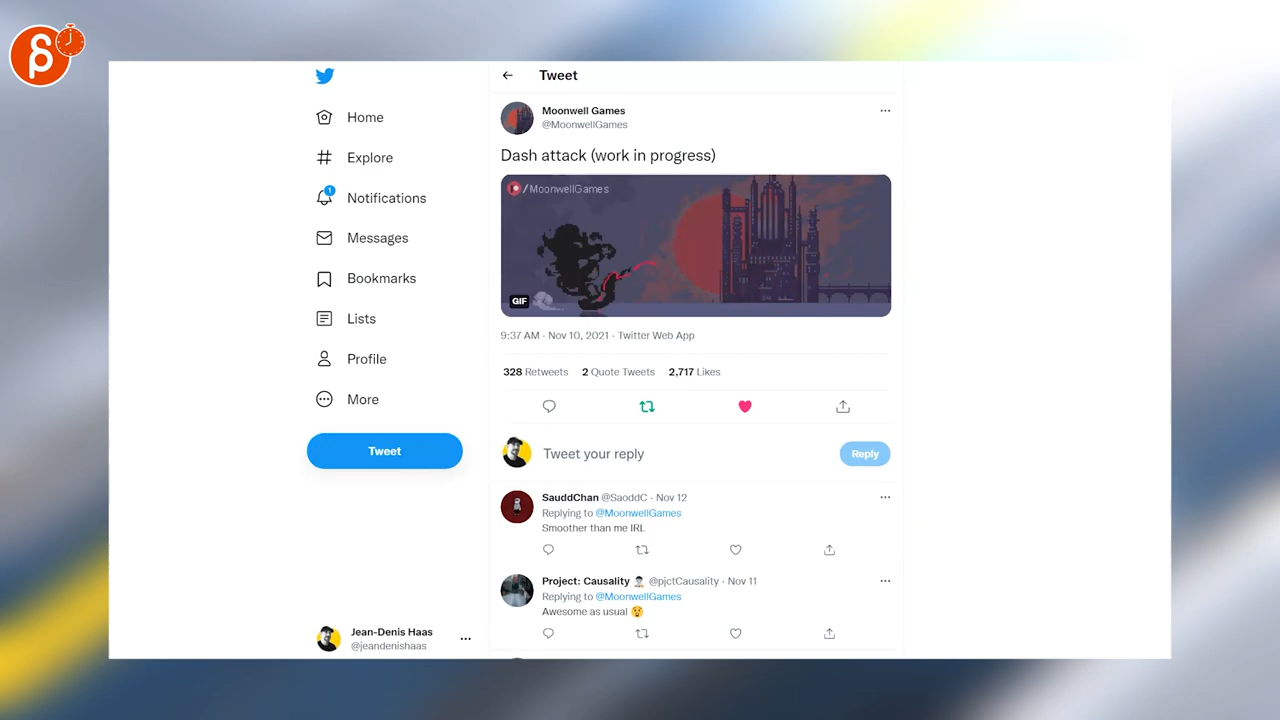 Tweet
Moonwell Games
@MoonwellGames
Home
Explore
1
Notifications
Messages
Bookmarks
Lists
Profile
More
Tweet
Jean-Denis Haas
@jeandenishaas
Dash attack (work in progress)
/MoonwellGames
GIF
9:37 AM · Nov 10, 2021 · Twitter Web App
328 Retweets 2 Quote Tweets 2,717 Likes
Tweet your reply
Reply
SauddChan @SaoddC · Nov 12
Replying to @MoonwellGames
Smoother than me IRL
Project: Causality @pjctCausality · Nov 11
Replying to @MoonwellGames
Awesome as usual 😲